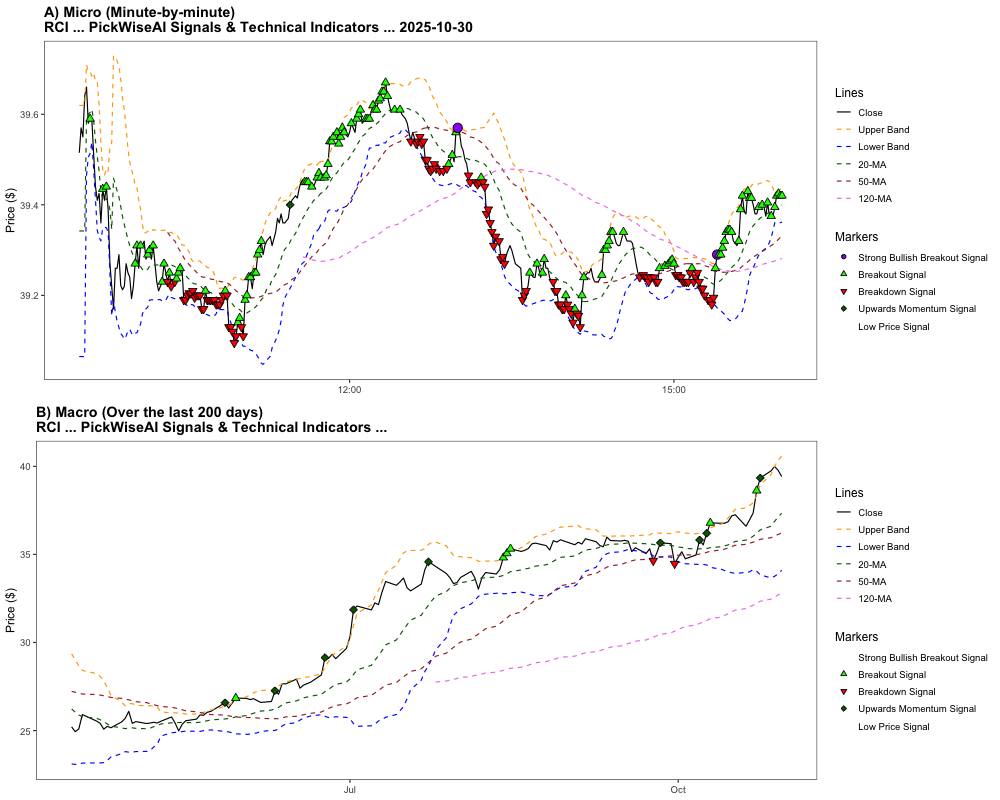 A) Micro (Minute-by-minute)
RCI ... PickWiseAI Signals & Technical Indicators ... 2025-10-30
Price ($)
39.6
39.4
39.2
12:00
15:00
Lines
Close
Upper Band
Lower Band
20-MA
50-MA
120-MA
Markers
Strong Bullish Breakout Signal
Breakout Signal
Breakdown Signal
Upwards Momentum Signal
Low Price Signal
B) Macro (Over the last 200 days)
RCI ... PickWiseAI Signals & Technical Indicators ...
Price ($)
40
35
30
25
Jul
Oct
Lines
Close
Upper Band
Lower Band
20-MA
50-MA
120-MA
Markers
Strong Bullish Breakout Signal
Breakout Signal
Breakdown Signal
Upwards Momentum Signal
Low Price Signal